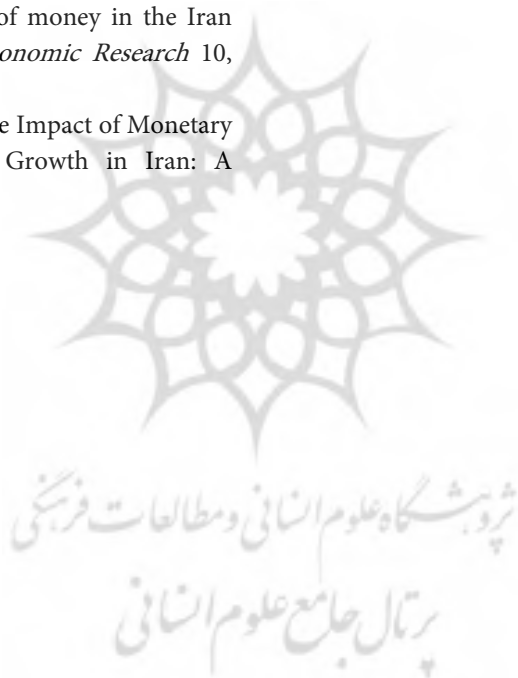 of money in the Iran
onomic Research 10,
e Impact of Monetary
Growth in Iran: A
پژوهشگاه علوم انسانی و مطالعات فرهنگی
پرتال جامع علوم انسانی